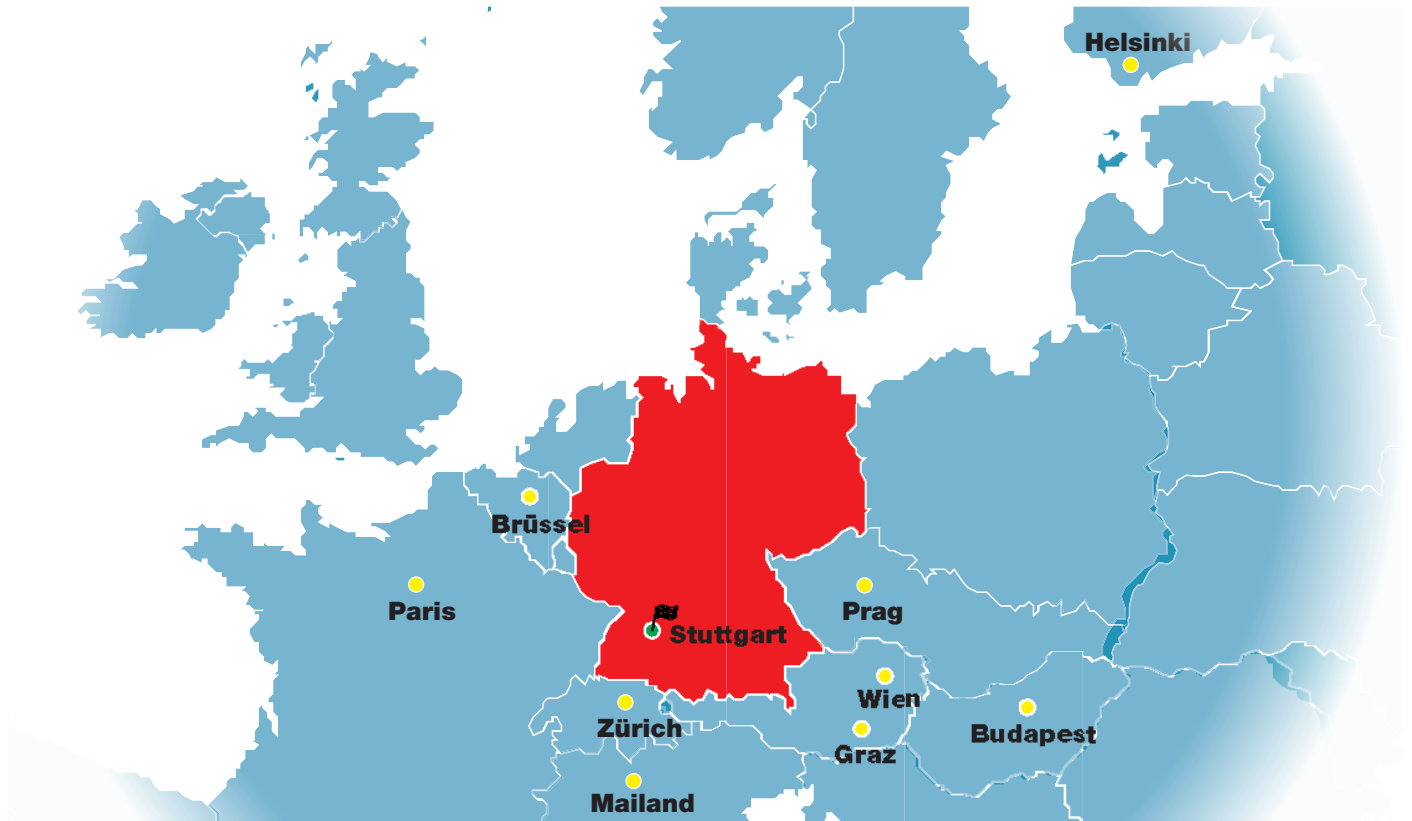 Helsinki
Brüssel
Paris
Prag
Stuttgart
Wien
Zürich
Budapest
Graz
Mailand